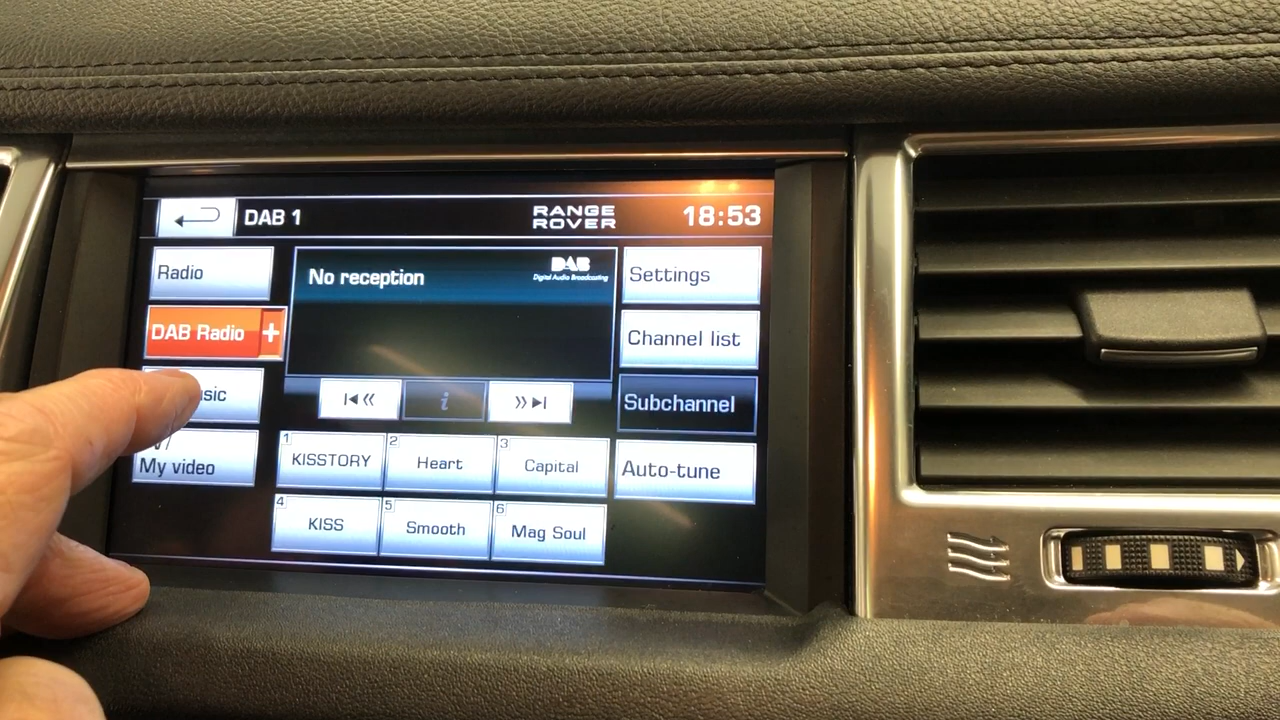 DAB 1
RANGE
ROVER
18:53
Radio
No reception
DAB
Digital Audio Broadcasting
Settings
DAB Radio +
Channel list
sic
i
Subchannel
My video
1 KISSTORY
2 Heart
3 Capital
Auto-tune
4 KISS
5 Smooth
6 Mag Soul